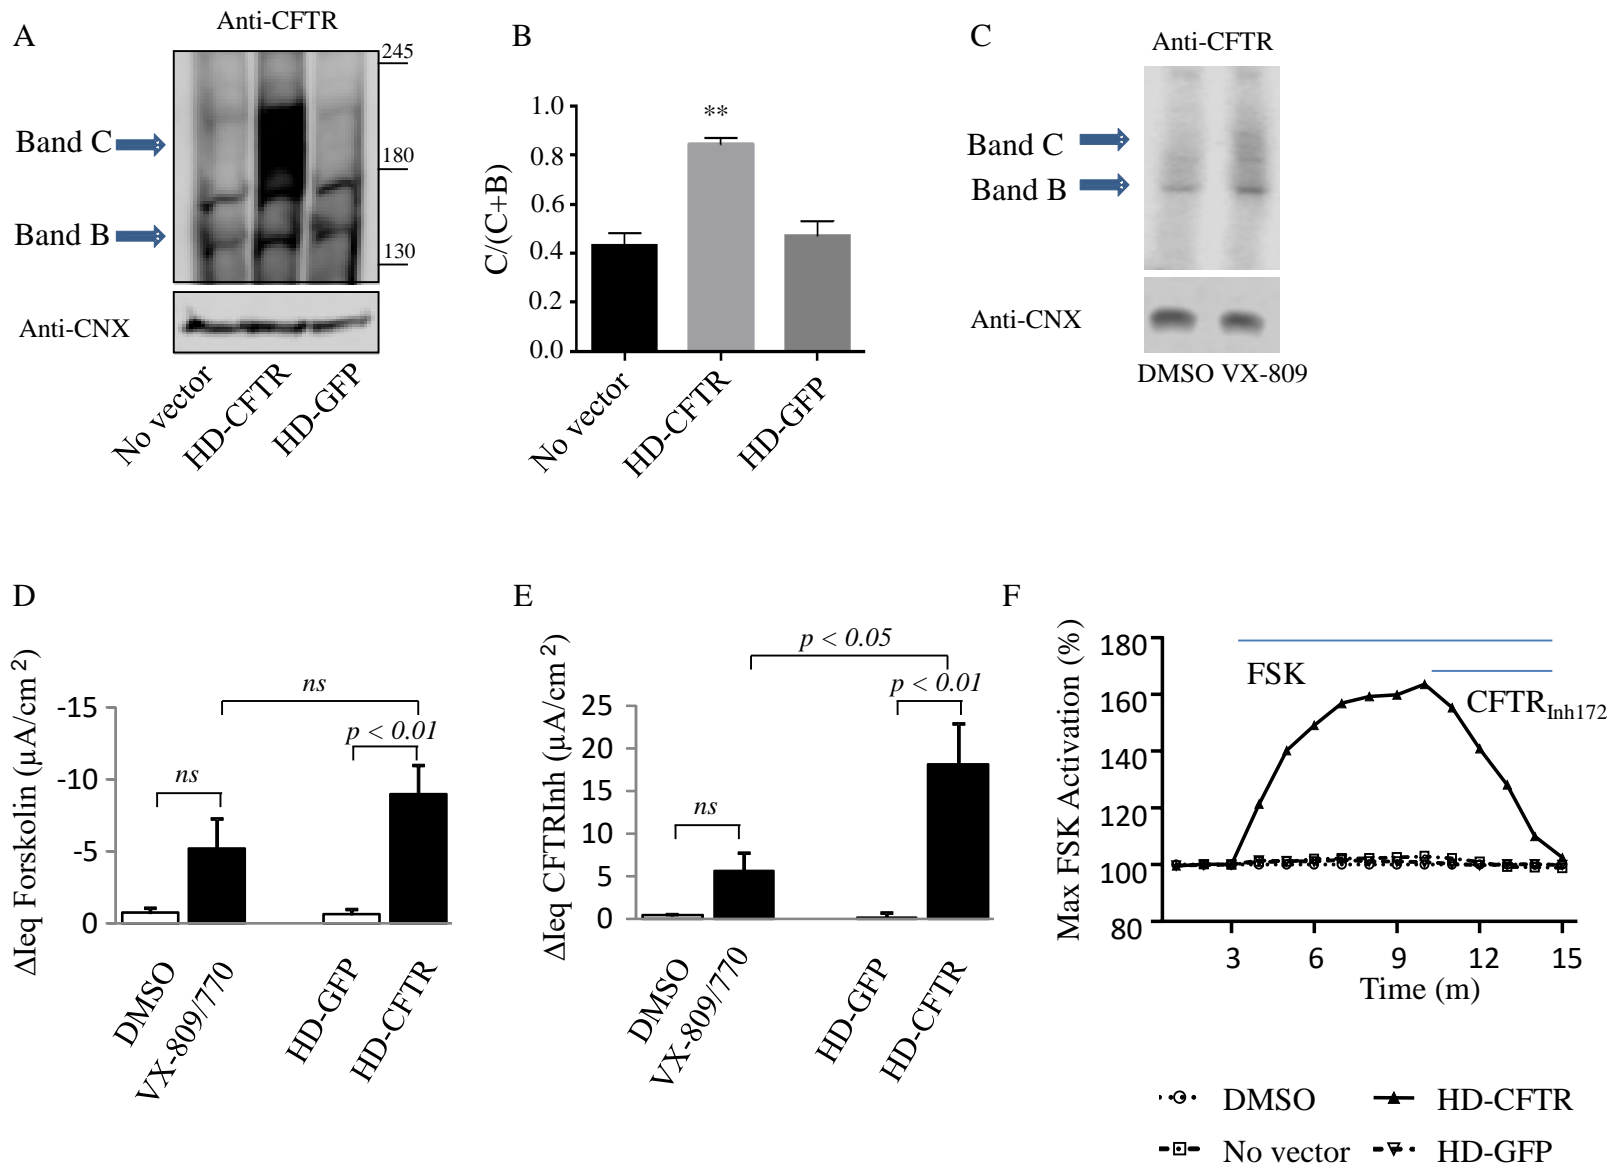 A
Anti-CFTR
245
Band C
180
Band B
130
Anti-CNX
No vector
HD-CFTR
HD-GFP
B
C/(C+B)
1.0
0.8
0.6
0.4
0.2
0.0
**
No vector
HD-CFTR
HD-GFP
C
Anti-CFTR
Band C
Band B
Anti-CNX
DMSO VX-809
D
ΔIeq Forskolin (µA/cm²)
-15
-10
-5
0
ns
ns
p < 0.01
DMSO
VX-809/770
HD-GFP
HD-CFTR
E
ΔIeq CFTRInh (µA/cm²)
25
20
15
10
5
0
p < 0.05
p < 0.01
ns
DMSO
VX-809/770
HD-GFP
HD-CFTR
F
Max FSK Activation (%)
180
160
140
120
100
80
FSK
CFTRInh172
3 6 9 12 15
Time (m)
DMSO
HD-CFTR
No vector
HD-GFP